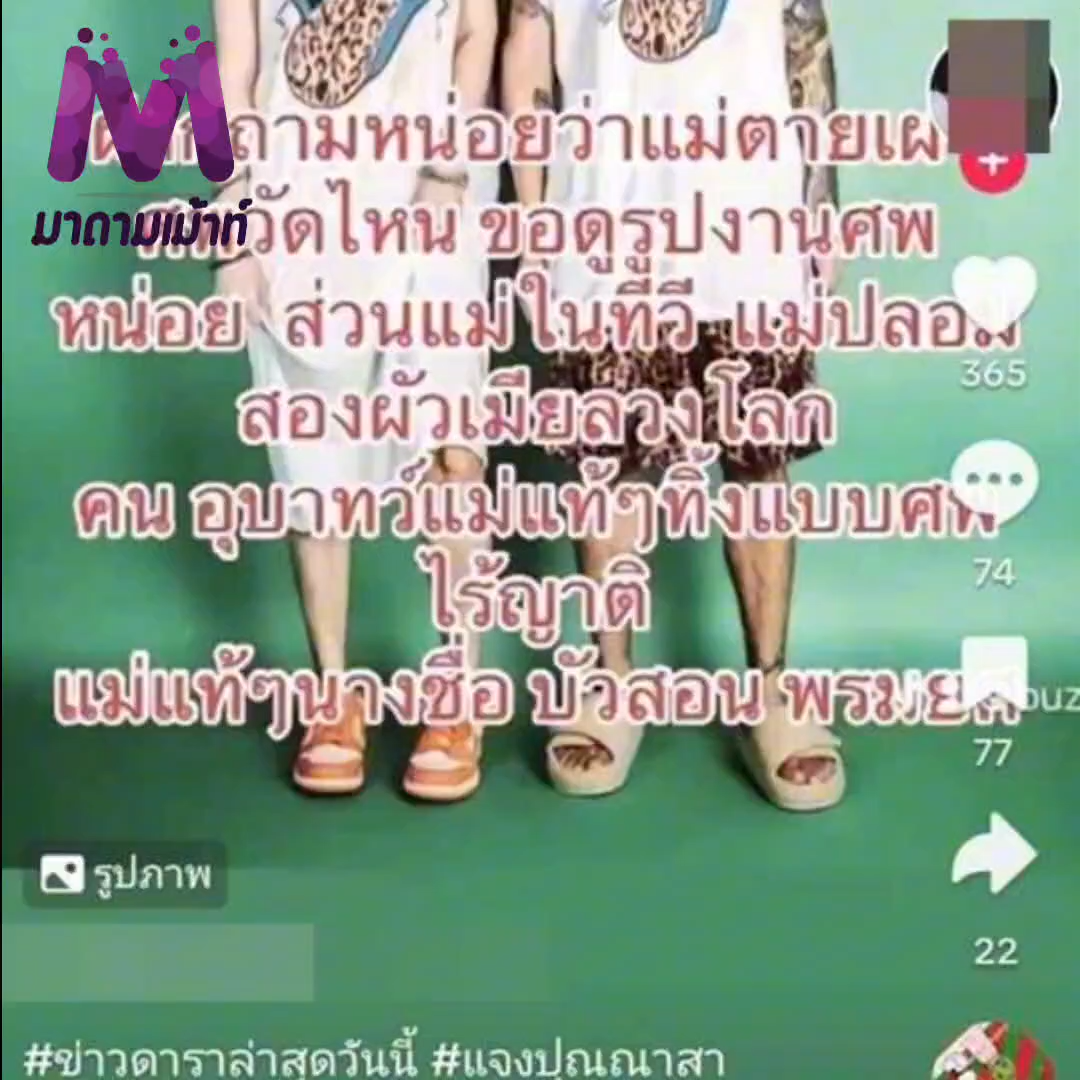 ถามหน่อยว่าแม่ตายเผา
ศพวัดไหน ขอดูรูปงานศพ
หน่อย ส่วนแม่ในทีวี แม่ปลอม
สองผัวเมียลวงโลก
คน อุบาทว์แม่แท้ๆทิ้งแบบศพ
ไร้ญาติ
แม่แท้ๆนางชื่อ บัวสอน
มาถามเม้าท์
365
74
77
22
รูปภาพ
#ข่าวดาราล่าสุดวันนี้ #แจงปุณณาสา